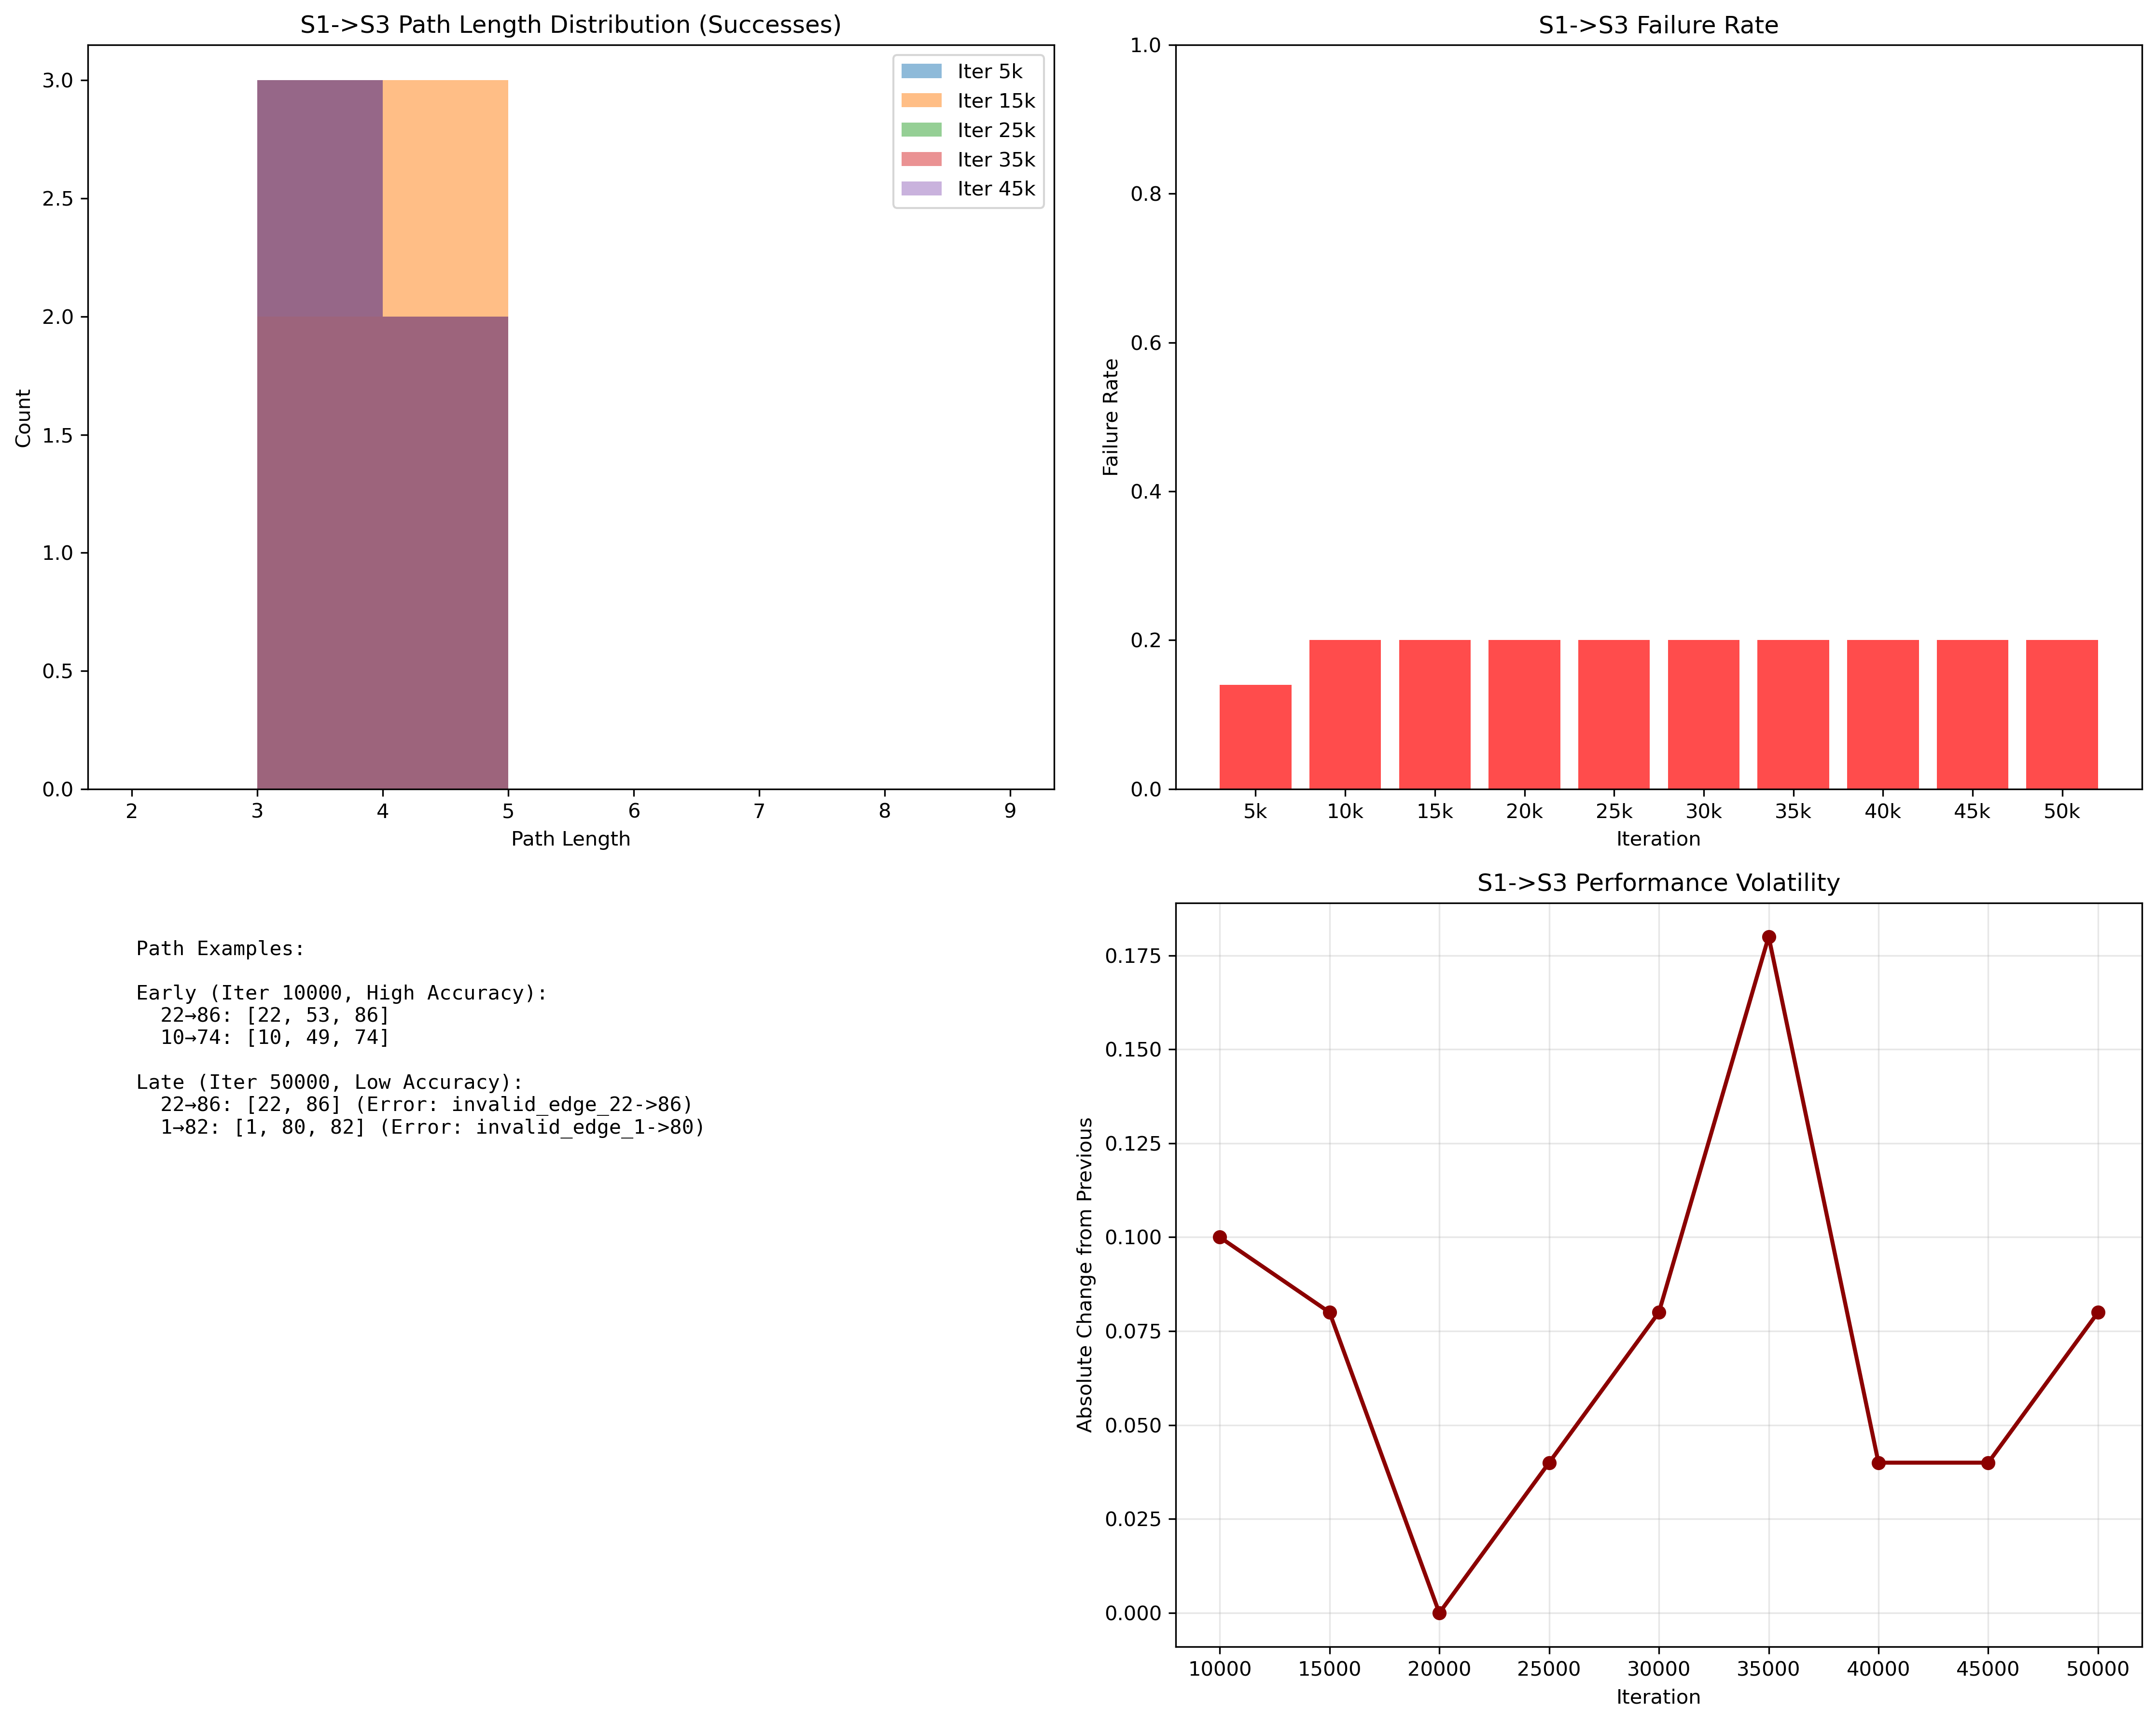 S1->S3 Path Length Distribution (Successes)
3.0
2.5
2.0
1.5
1.0
0.5
0.0
Count
2 3 4 5 6 7 8 9
Path Length
Iter 5k
Iter 15k
Iter 25k
Iter 35k
Iter 45k
S1->S3 Failure Rate
1.0
0.8
0.6
0.4
0.2
0.0
Failure Rate
5k 10k 15k 20k 25k 30k 35k 40k 45k 50k
Iteration
Path Examples:
Early (Iter 10000, High Accuracy):
22→86: [22, 53, 86]
10→74: [10, 49, 74]
Late (Iter 50000, Low Accuracy):
22→86: [22, 86] (Error: invalid_edge_22->86)
1→82: [1, 80, 82] (Error: invalid_edge_1->80)
S1->S3 Performance Volatility
0.175
0.150
0.125
0.100
0.075
0.050
0.025
0.000
Absolute Change from Previous
10000 15000 20000 25000 30000 35000 40000 45000 50000
Iteration